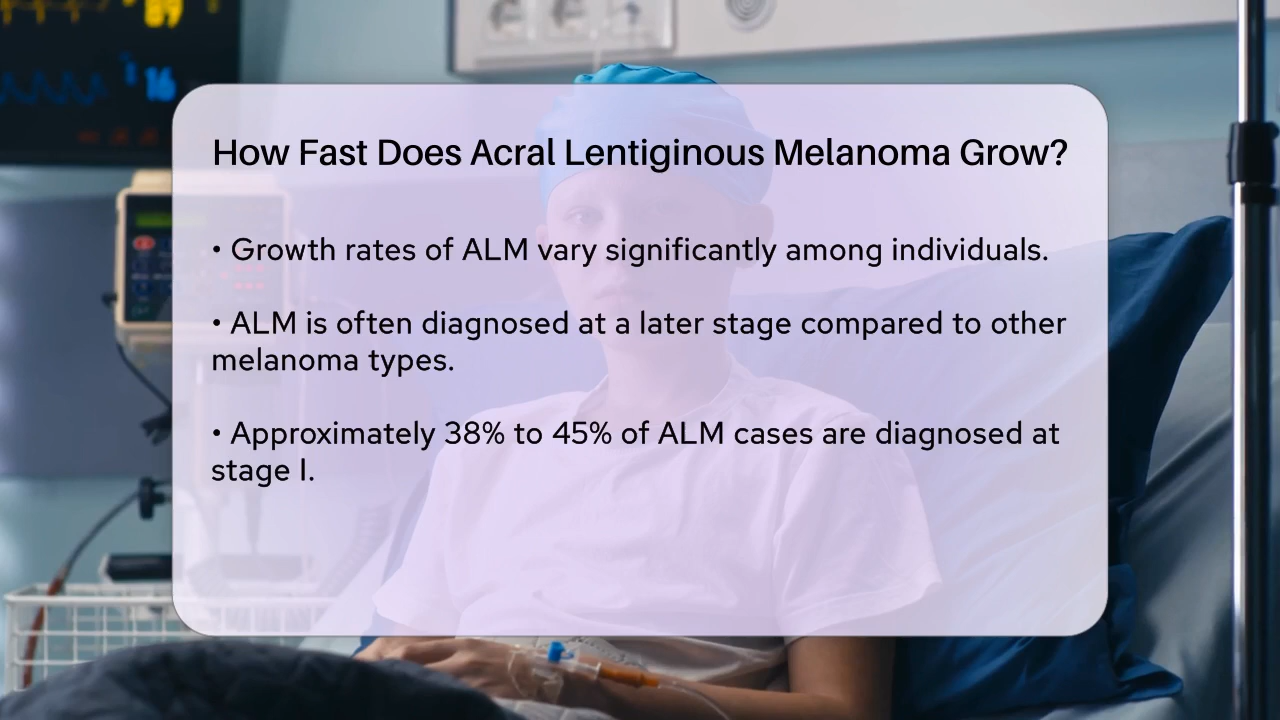 How Fast Does Acral Lentiginous Melanoma Grow?
• Growth rates of ALM vary significantly among individuals.
• ALM is often diagnosed at a later stage compared to other
melanoma types.
• Approximately 38% to 45% of ALM cases are diagnosed at
stage I.
16